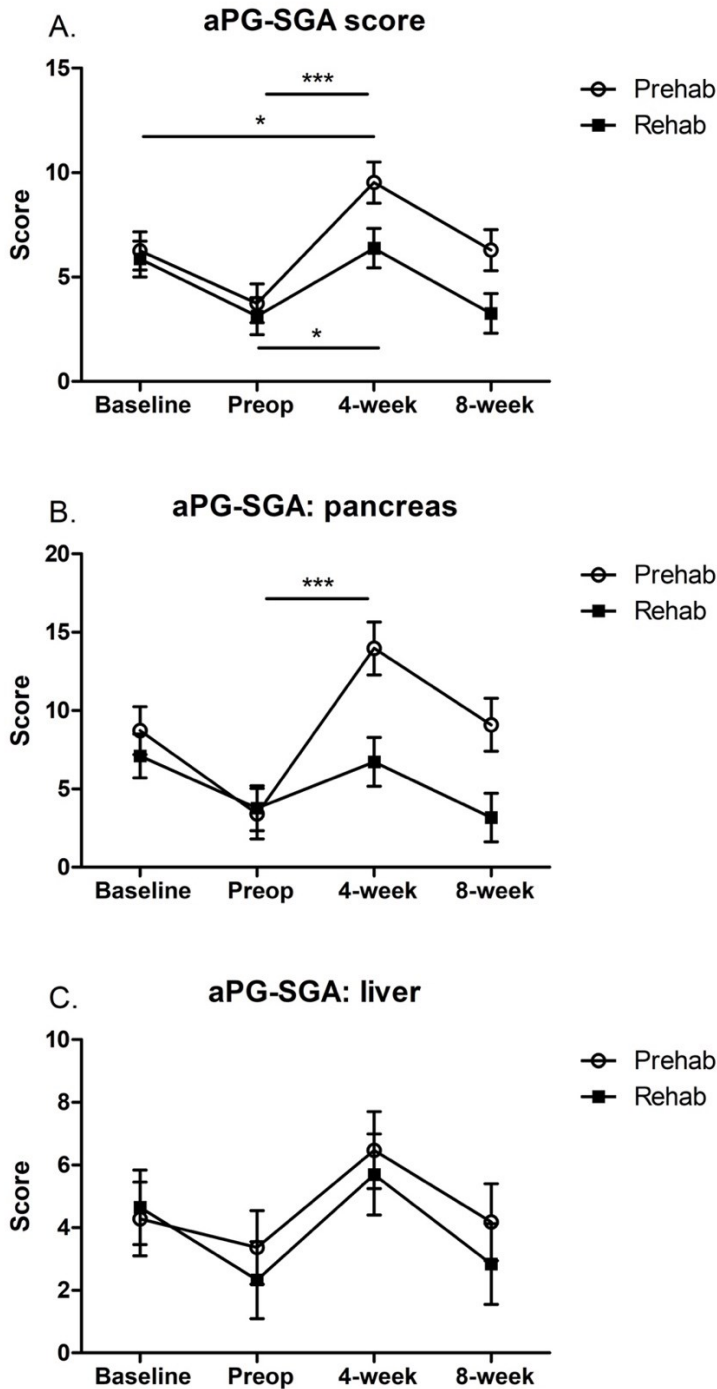 A.
aPG-SGA score
15
10
5
0
Score
***
*
*
Baseline Preop 4-week 8-week
Prehab
Rehab
B.
aPG-SGA: pancreas
20
15
10
5
0
Score
***
Baseline Preop 4-week 8-week
Prehab
Rehab
C.
aPG-SGA: liver
10
8
6
4
2
0
Score
Baseline Preop 4-week 8-week
Prehab
Rehab